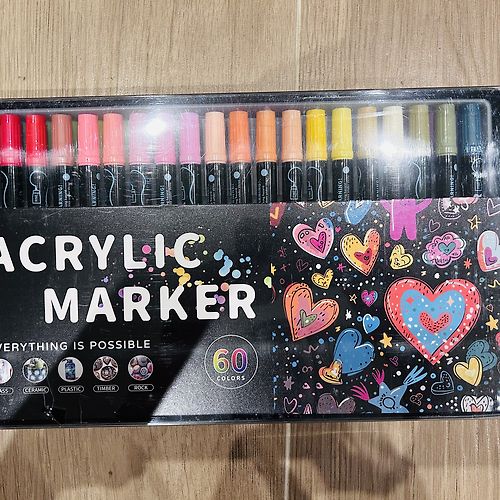 ACRYLIC
MARKER
EVERYTHING IS POSSIBLE
60
COLORS
CERAMIC PLASTIC TIMBER ROCK